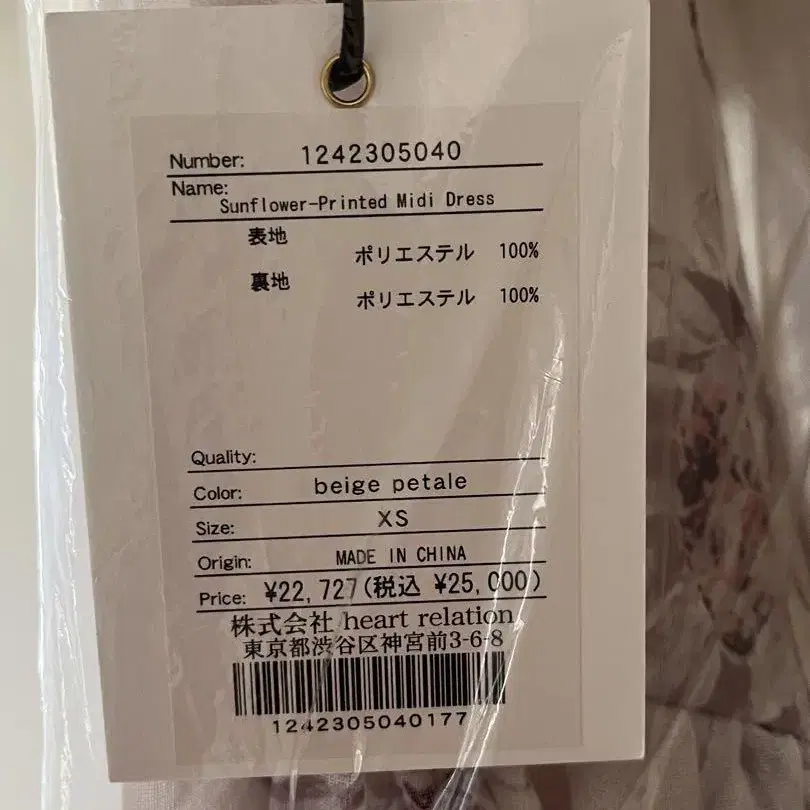 Number: 1242305040
Name:
Sunflower-Printed Midi Dress
表地
ポリエステル 100%
裏地
ポリエステル 100%
Quality:
Color: beige petale
Size: XS
Origin: MADE IN CHINA
Price: ¥22,727(税込 ¥25,000)
株式会社 heart relation
東京都渋谷区神宮前3-6-8
1242305040177